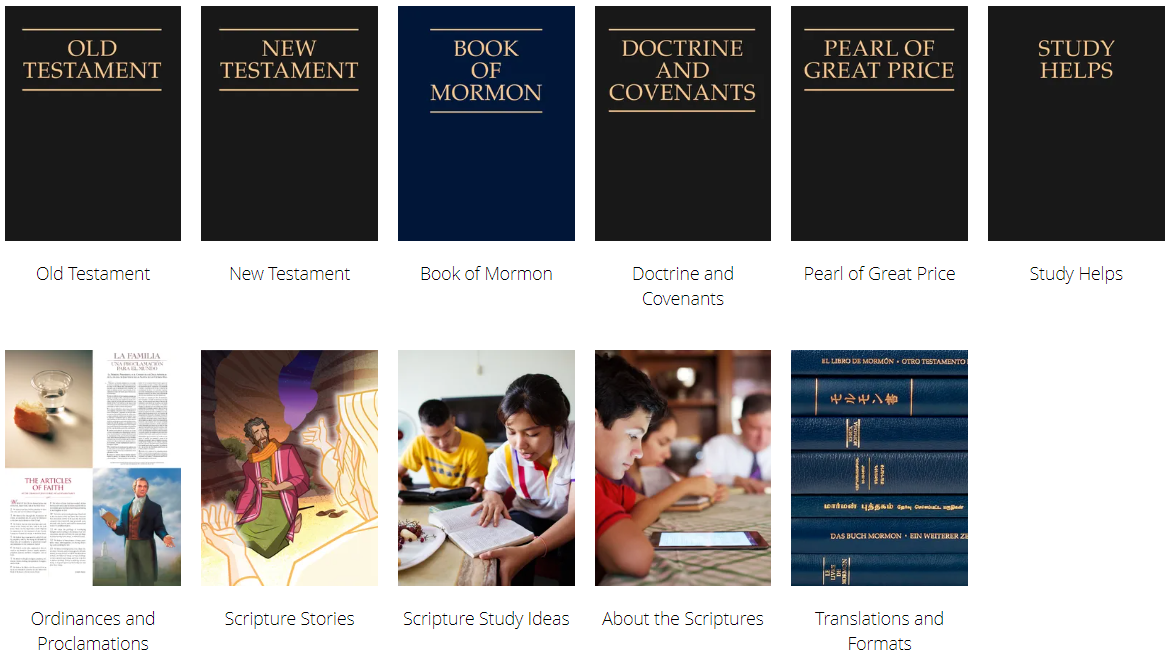 OLD
TESTAMENT
NEW
TESTAMENT
BOOK
OF
MORMON
DOCTRINE
AND
COVENANTS
PEARL OF
GREAT PRICE
STUDY
HELPS
Old Testament
New Testament
Book of Mormon
Doctrine and
Covenants
Pearl of Great Price
Study Helps
LA FAMILIA
UNA PROCLAMACIÓN
PARA EL MUNDO
THE ARTICLES
OF FAITH
EL LIBRO DE MORMÓN • OTRO TESTAMENTO
モルモン書
மார்மன் புத்தகம்
DAS BUCH MORMON • EIN WEITERER ZE
Ordinances and
Proclamations
Scripture Stories
Scripture Study Ideas
About the Scriptures
Translations and
Formats